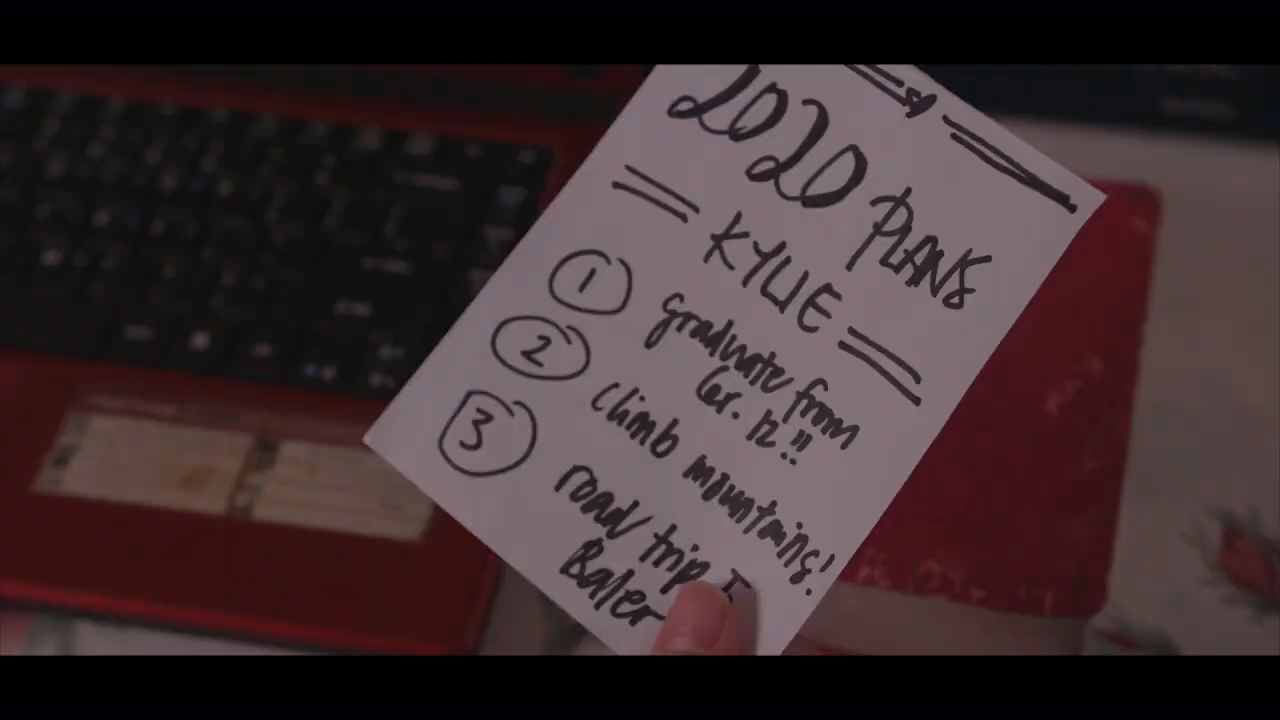 2020 PLANS
KYLIE
1 graduate from
Gr. 12!!
2 climb mountains!
3 road trip
Baler